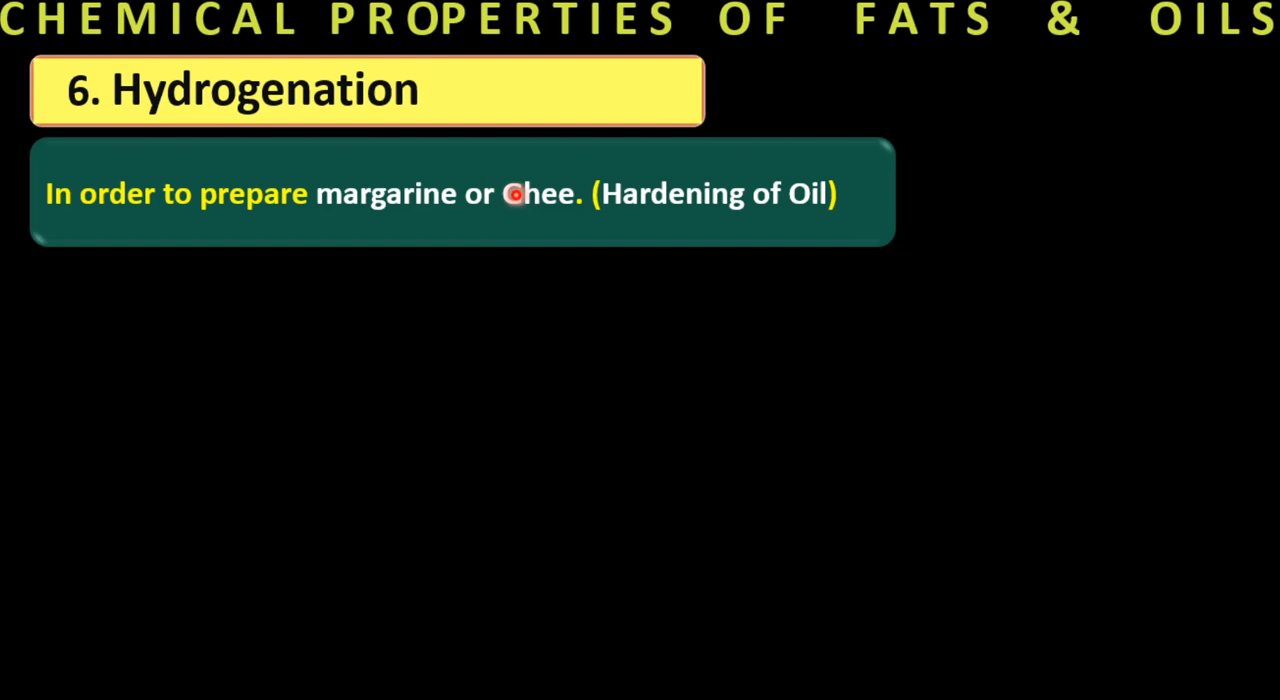 CHEMICAL PROPERTIES OF FATS & OILS
6. Hydrogenation
In order to prepare margarine or Ghee. (Hardening of Oil)